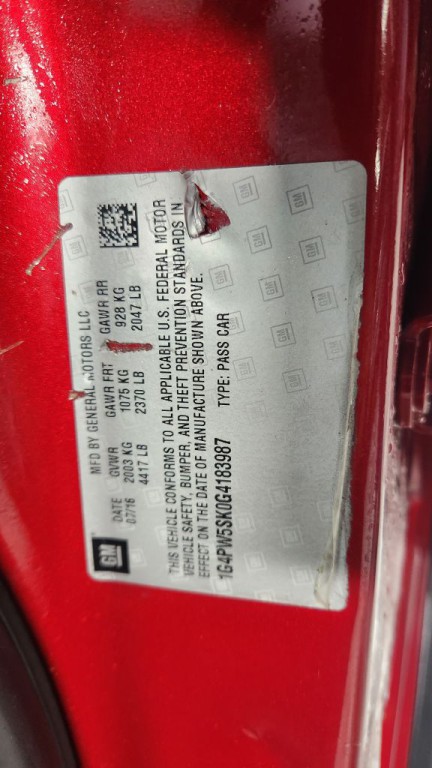 GM
MFD BY GENERAL MOTORS LLC
DATE GVWR GAWR FRT GAWR RR
07/16 2003 KG 1075 KG 928 KG
4417 LB 2370 LB 2047 LB
THIS VEHICLE CONFORMS TO ALL APPLICABLE U.S. FEDERAL MOTOR
VEHICLE SAFETY, BUMPER, AND THEFT PREVENTION STANDARDS IN
EFFECT ON THE DATE OF MANUFACTURE SHOWN ABOVE.
1G4PW5SK0G4183987 TYPE: PASS CAR